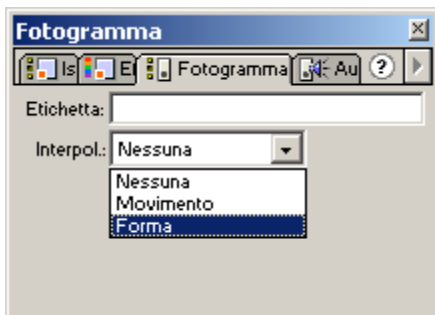 Fotogramma
Is E Fotogramma Au ?
Etichetta:
Interpol.: Nessuna
Nessuna
Movimento
Forma